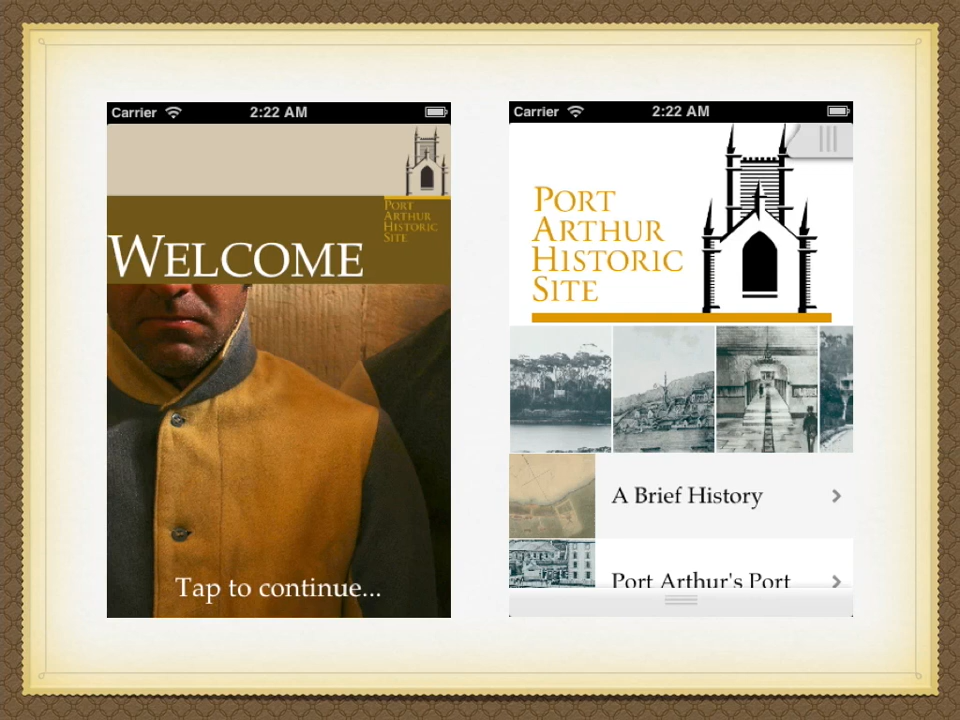 Carrier 2:22 AM
PORT
ARTHUR
HISTORIC
SITE
WELCOME
Tap to continue...
Carrier 2:22 AM
PORT
ARTHUR
HISTORIC
SITE
A Brief History
Port Arthur's Port